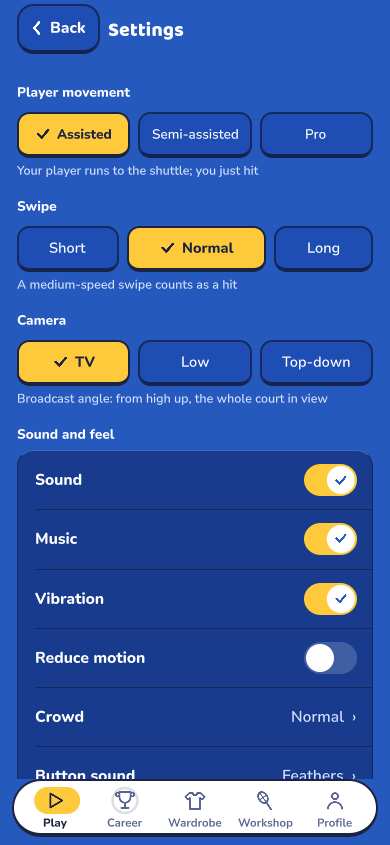 Back
Settings
Player movement
Assisted
Semi-assisted
Pro
Your player runs to the shuttle; you just hit
Swipe
Short
Normal
Long
A medium-speed swipe counts as a hit
Camera
TV
Low
Top-down
Broadcast angle: from high up, the whole court in view
Sound and feel
Sound
Music
Vibration
Reduce motion
Crowd
Normal ›
Button sound
Feathers ›
Play
Career
Wardrobe
Workshop
Profile